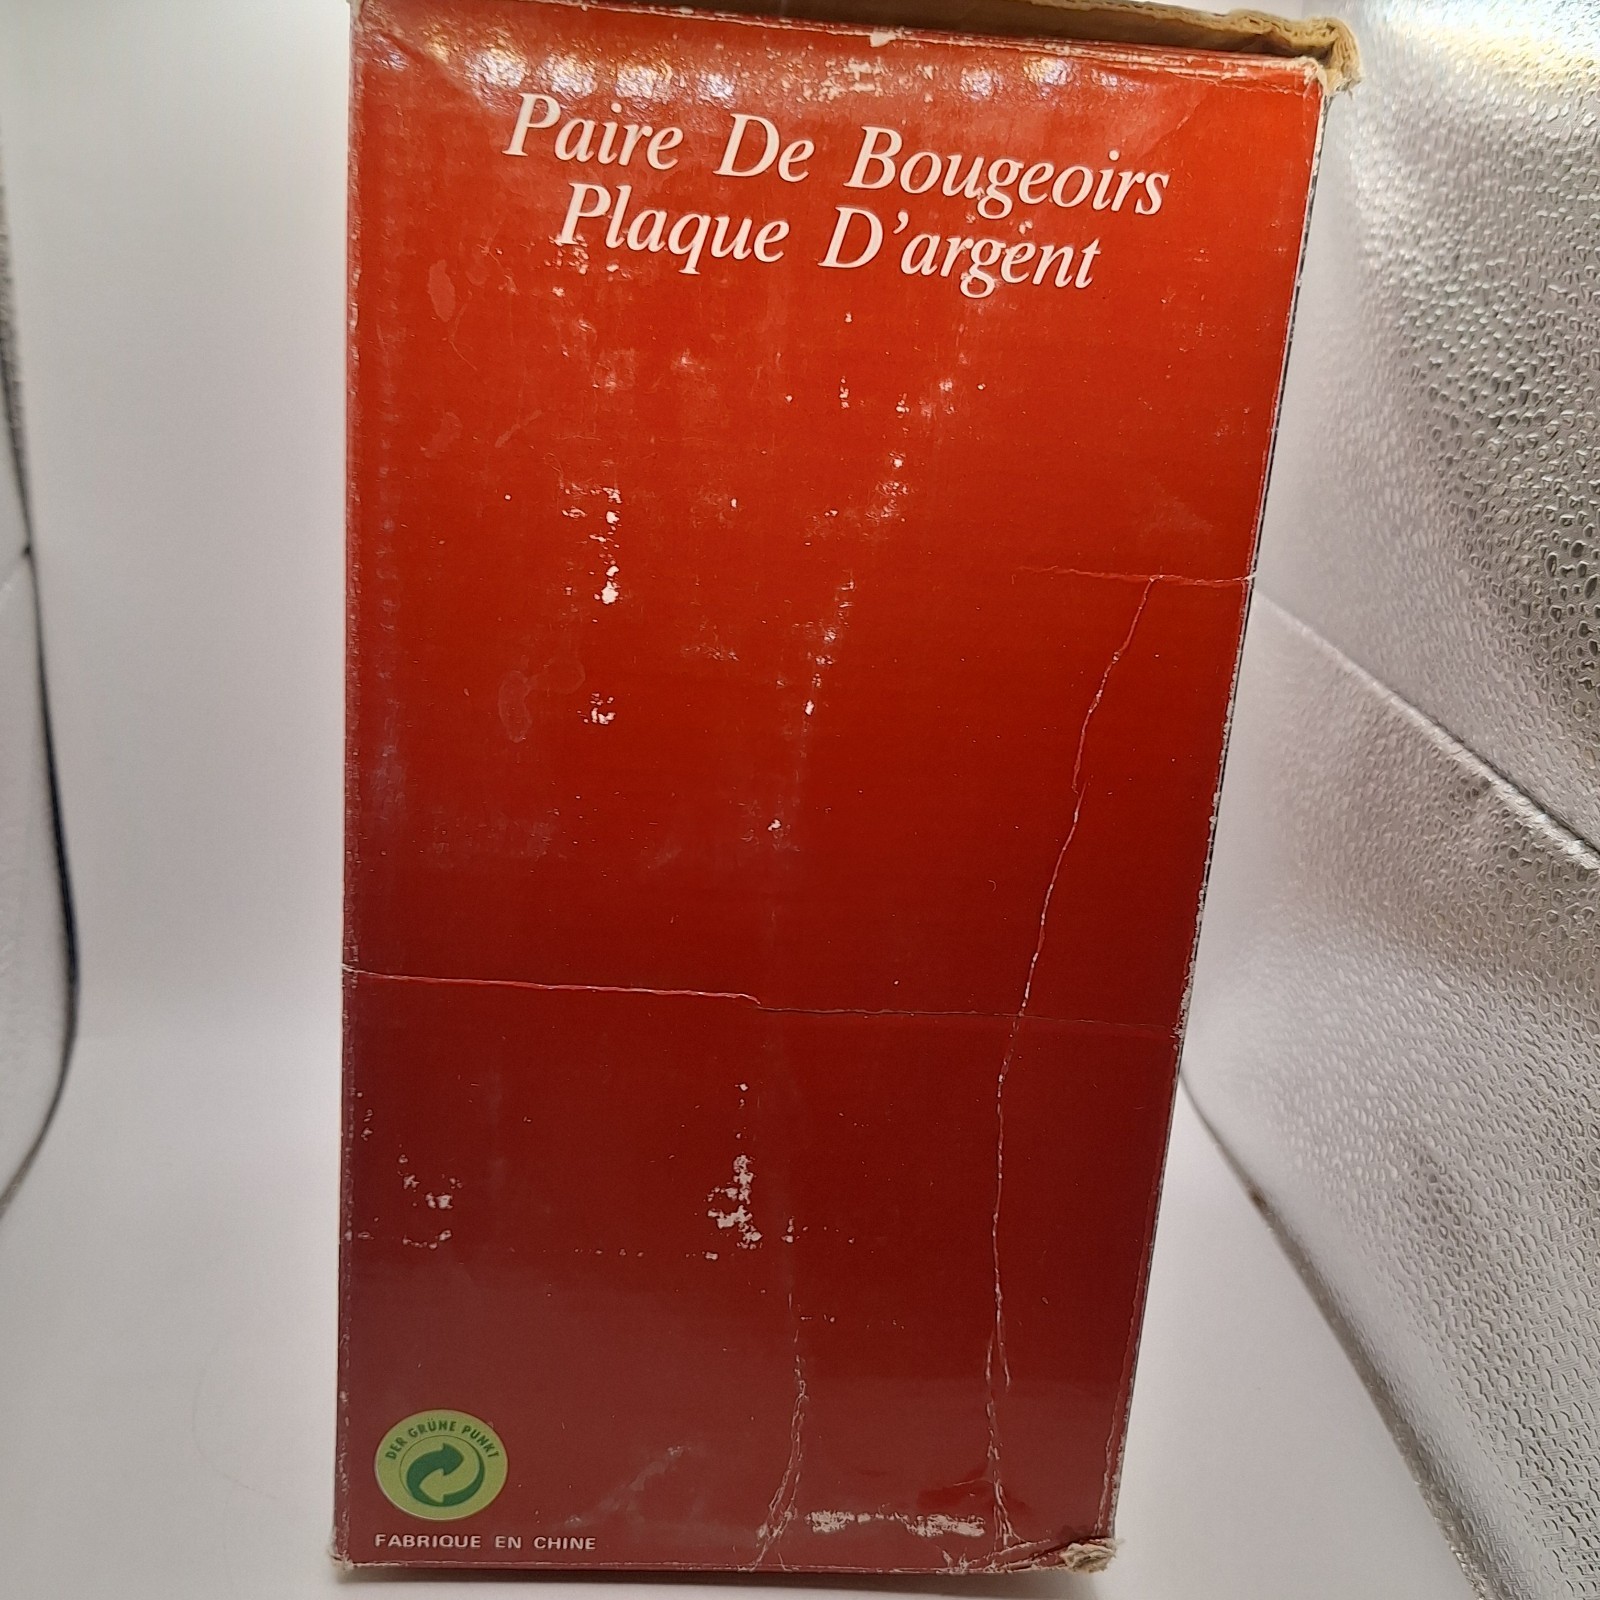 Paire De Bougeoirs
Plaque D'argent
DER GRÜNE PUNKT
FABRIQUE EN CHINE